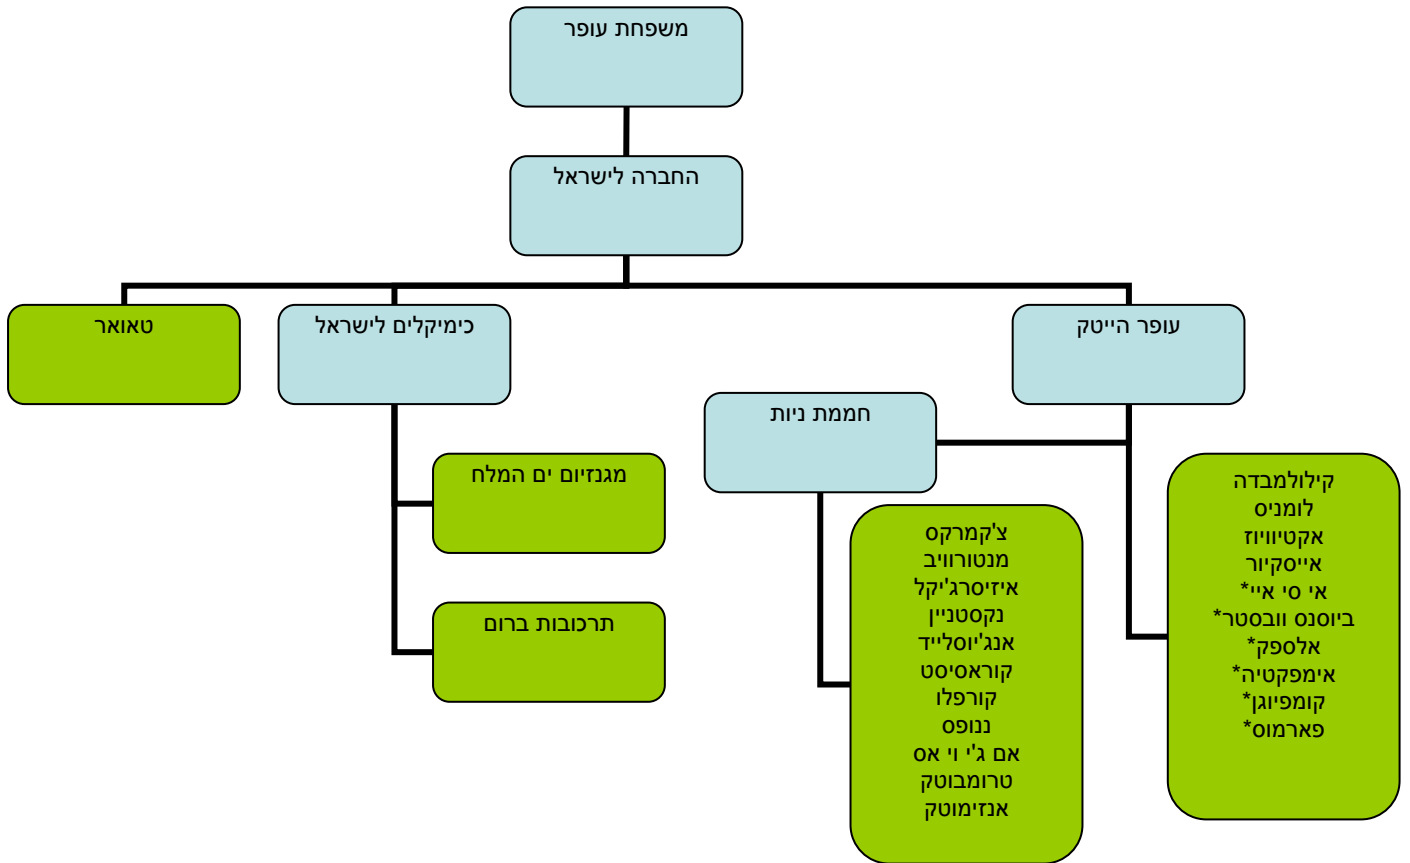 משפחת עופר
החברה לישראל
עופר הייטק
כימיקלים לישראל
טאואר
חממת ניות
מגנזיום ים המלח
תרכובות ברום
קילולמבדה
לומניס
אקטיוויוז
אייסקיור
אי סי איי*
ביוסנס וובסטר*
אלספק*
אימפקטיה*
קומפיוגן*
פארמוס*
צ'קמרקס
מנטורוויב
איזיסרג'יקל
נקסטניין
אנג'יוסלייד
קוראסיסט
קורפלו
ננופס
אם ג'י וי אס
טרומבוטק
אנזימוטק